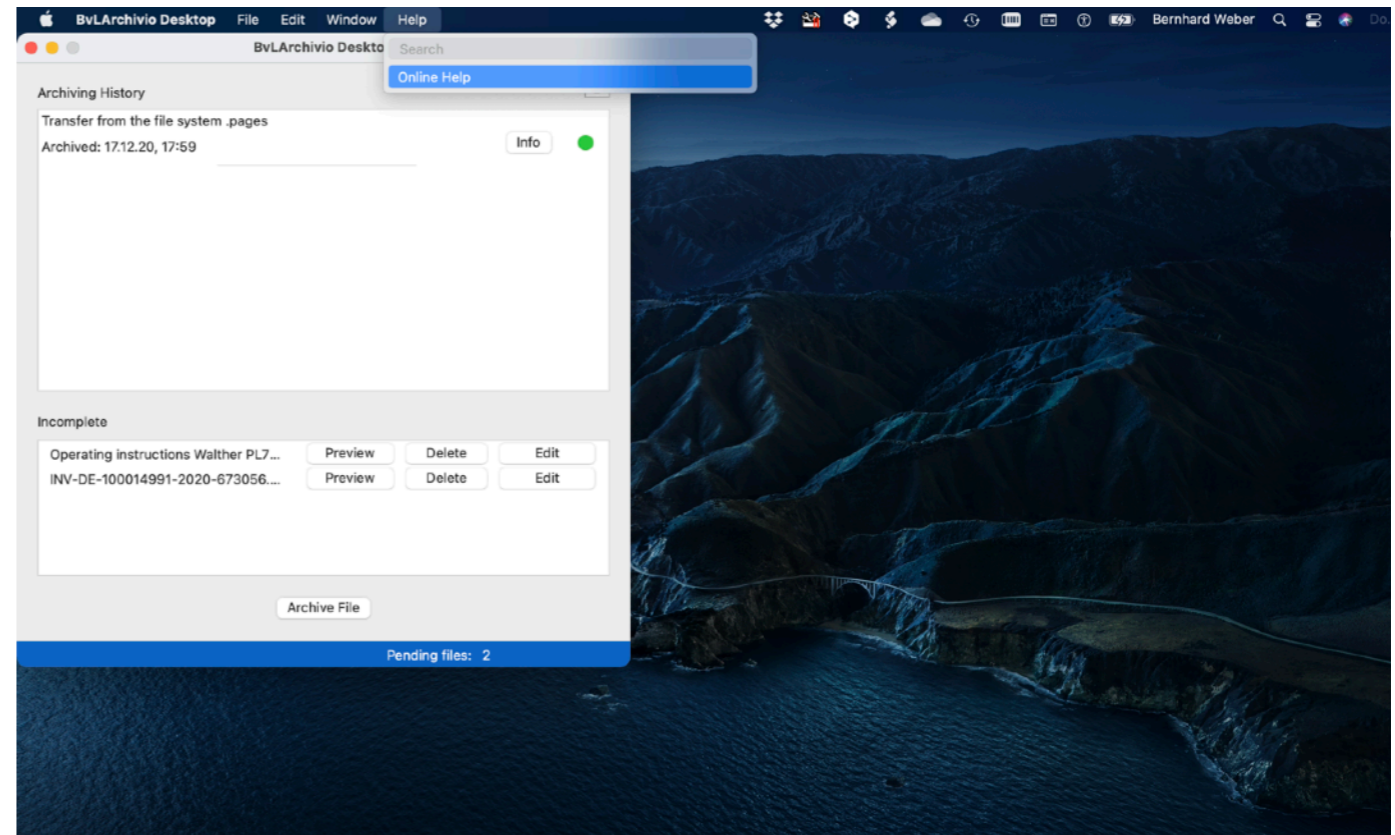 BvLArchivio Desktop File Edit Window Help Bernhard Weber Do.
BvLArchivio Deskto
Search
Online Help
Archiving History
Transfer from the file system .pages
Archived: 17.12.20, 17:59 Info
Incomplete
Operating instructions Walther PL7... Preview Delete Edit
INV-DE-100014991-2020-673056.... Preview Delete Edit
Archive File
Pending files: 2